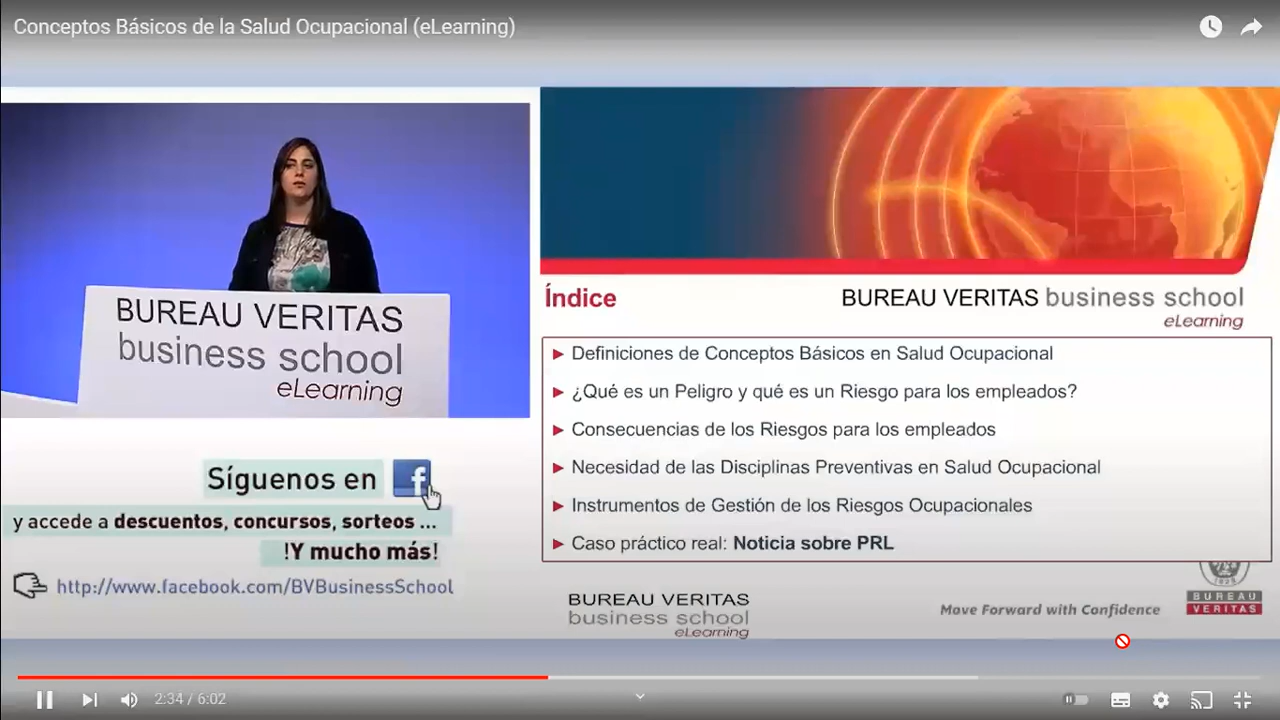 Conceptos Básicos de la Salud Ocupacional (eLearning)
BUREAU VERITAS
business school
eLearning
Síguenos en f
y accede a descuentos, concursos, sorteos ...
!Y mucho más!
http://www.facebook.com/BVBusinessSchool
Índice
BUREAU VERITAS business school
eLearning
► Definiciones de Conceptos Básicos en Salud Ocupacional
► ¿Qué es un Peligro y qué es un Riesgo para los empleados?
► Consecuencias de los Riesgos para los empleados
► Necesidad de las Disciplinas Preventivas en Salud Ocupacional
► Instrumentos de Gestión de los Riesgos Ocupacionales
► Caso práctico real: Noticia sobre PRL
BUREAU VERITAS
business school
eLearning
Move Forward with Confidence
1828
BUREAU
VERITAS
2:34 / 6:02